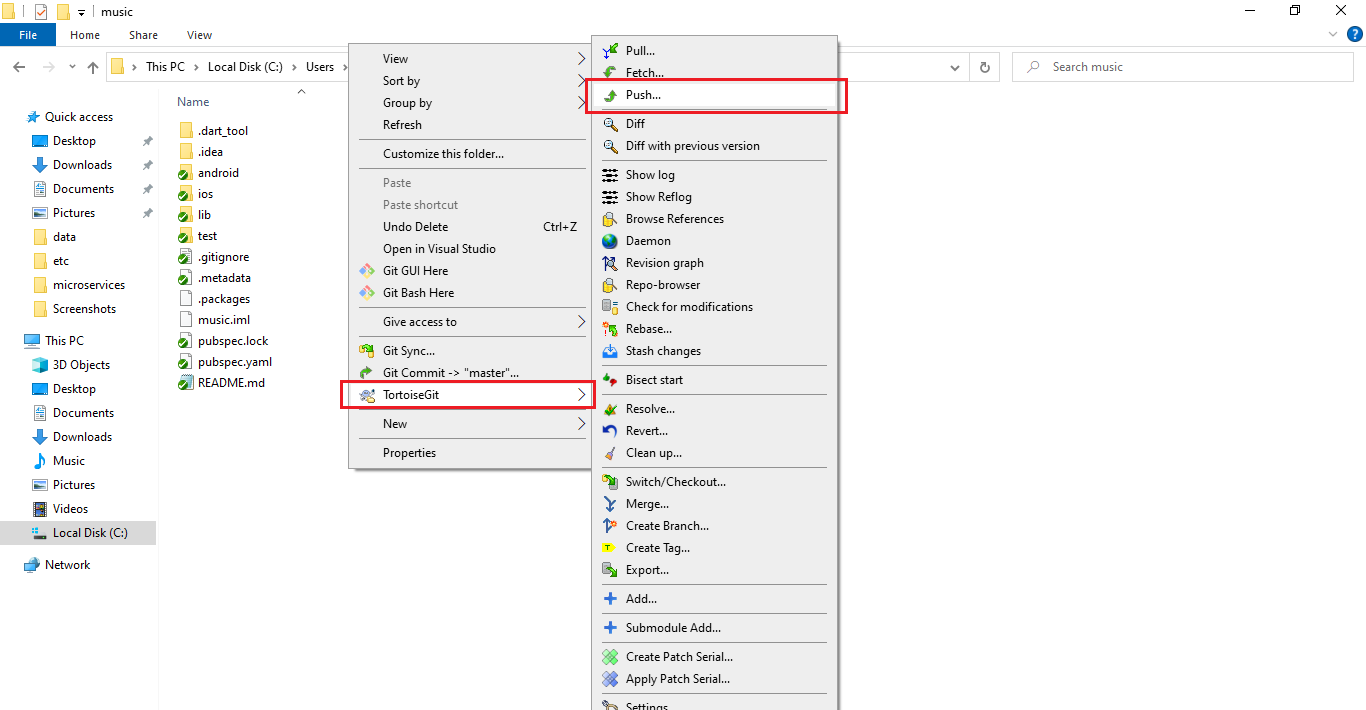 music
File Home Share View
This PC Local Disk (C:) Users
Search music
Quick access
Desktop
Downloads
Documents
Pictures
data
etc
microservices
Screenshots
This PC
3D Objects
Desktop
Documents
Downloads
Music
Pictures
Videos
Local Disk (C:)
Network
Name
.dart_tool
.idea
android
ios
lib
test
.gitignore
.metadata
.packages
music.iml
pubspec.lock
pubspec.yaml
README.md
View
Sort by
Group by
Refresh
Customize this folder...
Paste
Paste shortcut
Undo Delete Ctrl+Z
Open in Visual Studio
Git GUI Here
Git Bash Here
Give access to
Git Sync...
Git Commit -> "master"...
TortoiseGit
New
Properties
Pull...
Fetch...
Push...
Diff
Diff with previous version
Show log
Show Reflog
Browse References
Daemon
Revision graph
Repo-browser
Check for modifications
Rebase...
Stash changes
Bisect start
Resolve...
Revert...
Clean up...
Switch/Checkout...
Merge...
Create Branch...
Create Tag...
Export...
Add...
Submodule Add...
Create Patch Serial...
Apply Patch Serial...
Settings